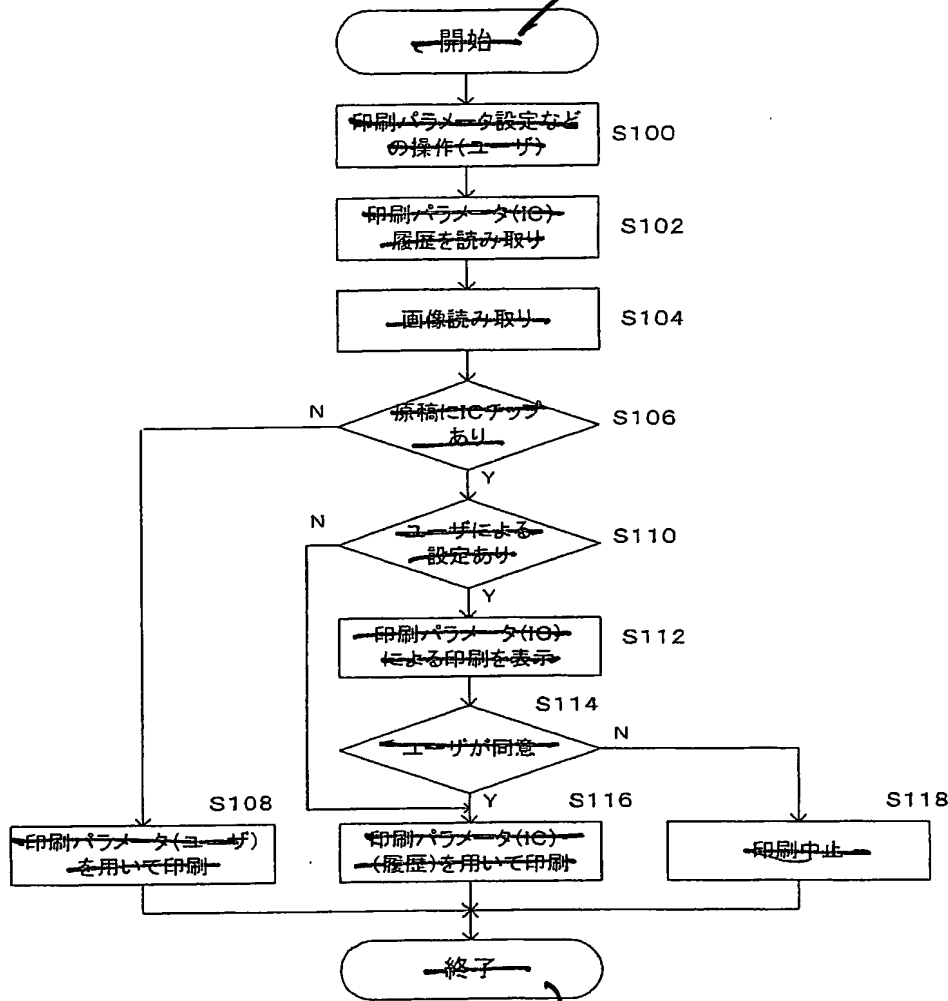 開始
印刷パラメータ設定など
の操作(ユーザ)
S100
印刷パラメータ(IC)
履歴を読み取り
S102
画像読み取り
S104
原稿にICチップ
あり
S106
N
Y
ユーザによる
設定あり
S110
N
Y
印刷パラメータ(IC)
による印刷を表示
S112
S114
ユーザが同意
N
Y
S108
S116
S118
印刷パラメータ(ユーザ)
を用いて印刷
印刷パラメータ(IC)
(履歴)を用いて印刷
印刷中止
終了